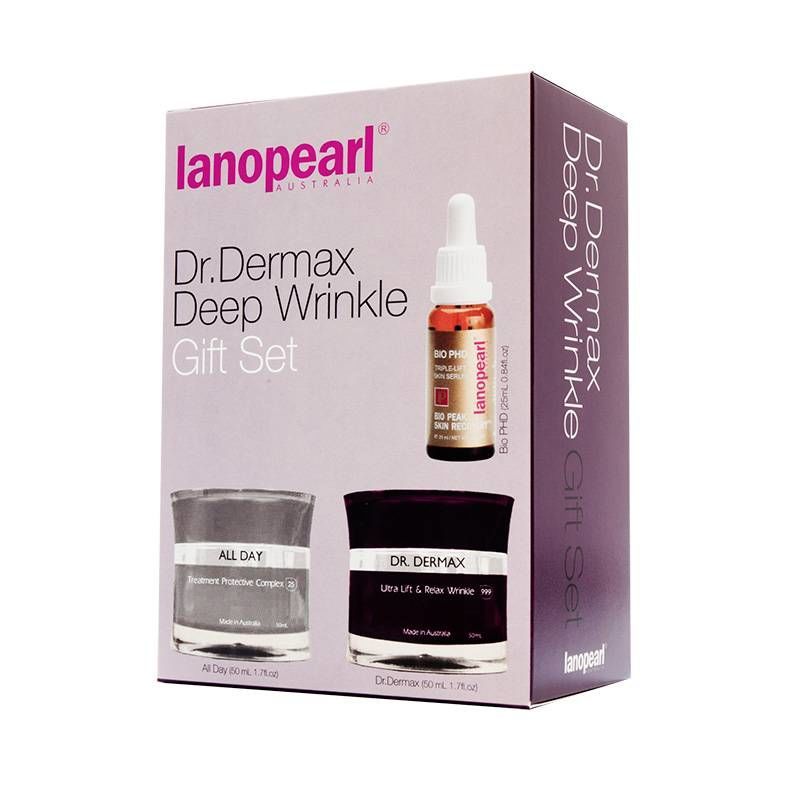 lanopearl®
AUSTRALIA
Dr.Dermax
Deep Wrinkle
Gift Set
BIO PHD
TRIPLE-LIFT
SKIN SERUM
BIO PEAK
SKIN RECOVERY
lanopearl
Bio PHD (25mL 0.84fl.oz)
ALL DAY
Treatment Protective Complex 25
Made in Australia 50mL
All Day (50 mL 1.7fl.oz)
DR. DERMAX
Ultra Lift & Relax Wrinkle 999
Made in Australia 50mL
Dr.Dermax (50 mL 1.7fl.oz)
Dr.Dermax
Deep Wrinkle Gift Set
lanopearl®